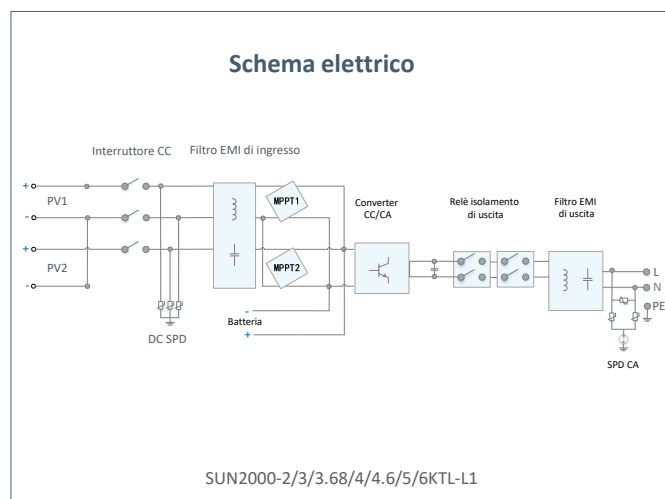 Schema elettrico
Interruttore CC
Filtro EMI di ingresso
+
PV1
-
+
PV2
-
MPPT1
MPPT2
Converter
CC/CA
Relè isolamento
di uscita
Filtro EMI
di uscita
L
N
PE
DC SPD
-
Batteria
+
SPD CA
SUN2000-2/3/3.68/4/4.6/5/6KTL-L1